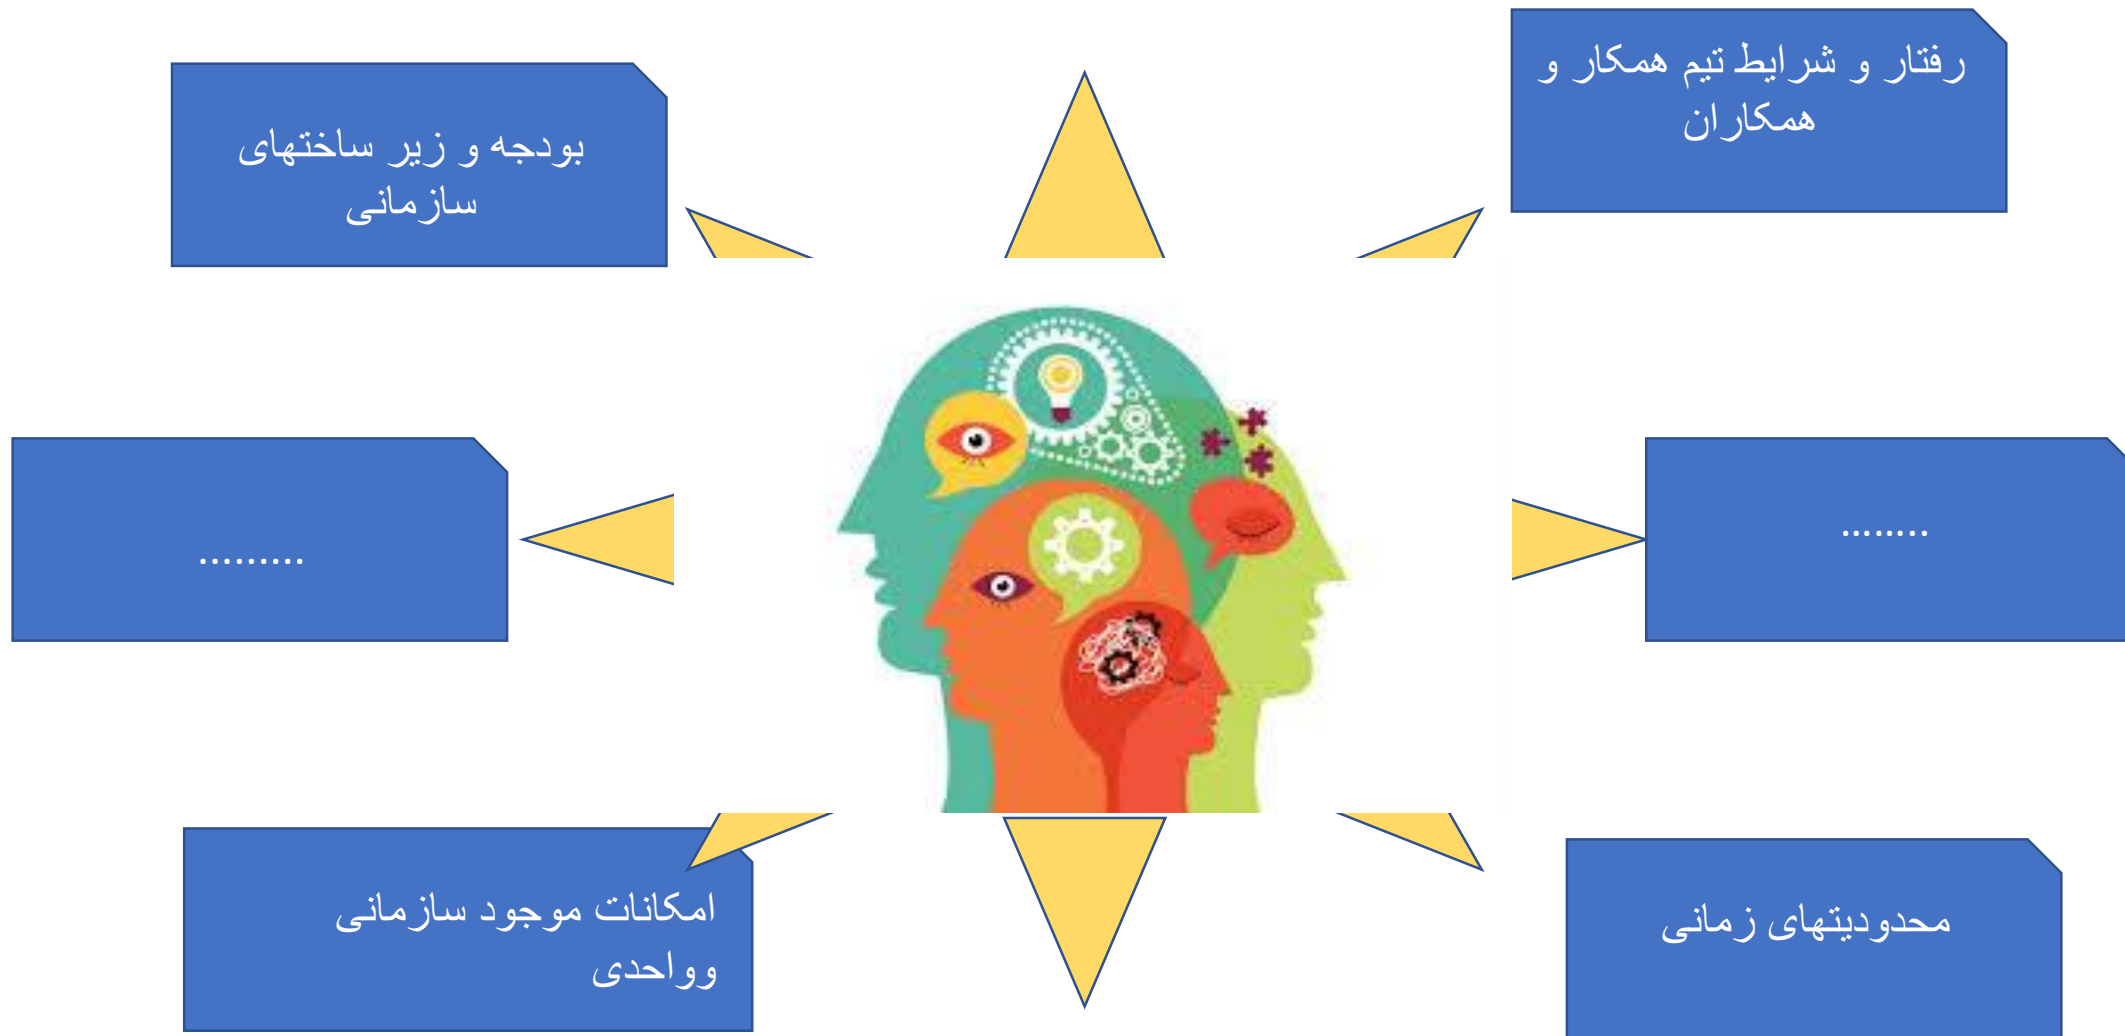 رفتار و شرایط تیم همکار و
همکاران
بودجه و زیر ساختهای
سازمانی
........
.........
محدودیتهای زمانی
امکانات موجود سازمانی
وواحدی